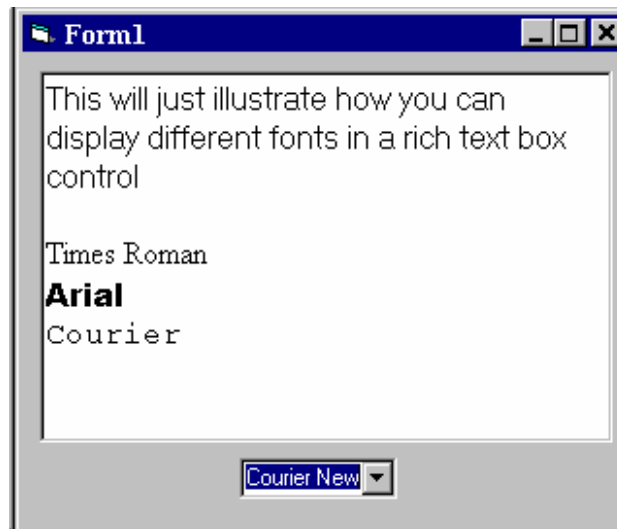 Form1
This will just illustrate how you can
display different fonts in a rich text box
control
Times Roman
Arial
Courier
Courier New